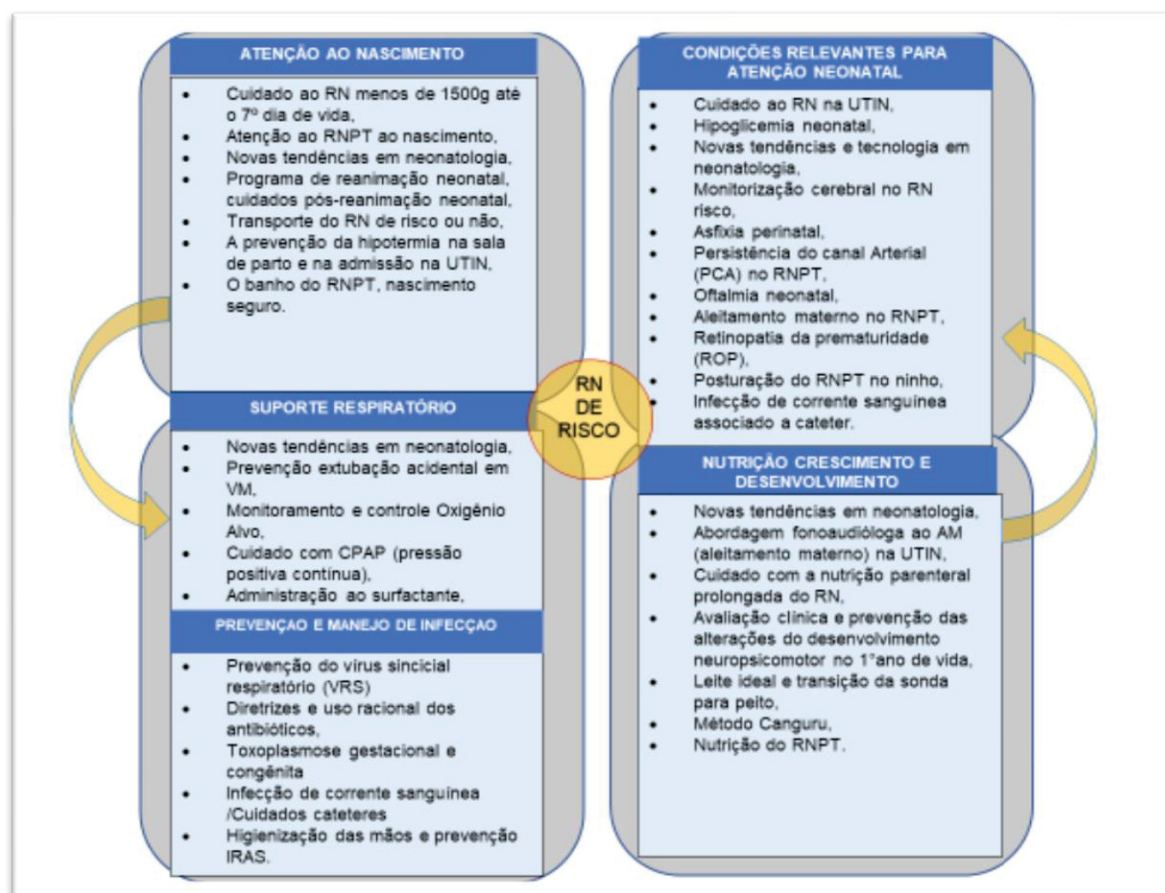 ATENÇÃO AO NASCIMENTO
• Cuidado ao RN menos de 1500g até
o 7º dia de vida,
• Atenção ao RNPT ao nascimento,
• Novas tendências em neonatologia,
• Programa de reanimação neonatal,
cuidados pós-reanimação neonatal,
• Transporte do RN de risco ou não,
• A prevenção da hipotermia na sala
de parto e na admissão na UTIN,
• O banho do RNPT, nascimento
seguro.
SUPORTE RESPIRATÓRIO
• Novas tendências em neonatologia,
• Prevenção extubação acidental em
VM,
• Monitoramento e controle Oxigênio
Alvo,
• Cuidado com CPAP (pressão
positiva contínua),
• Administração ao surfactante,
PREVENÇÃO E MANEJO DE INFECÇÃO
• Prevenção do vírus sincicial
respiratório (VRS)
• Diretrizes e uso racional dos
antibióticos,
• Toxoplasmose gestacional e
congênita
• Infecção de corrente sanguínea
/Cuidados cateteres
• Higienização das mãos e prevenção
IRAS.
RN
DE
RISCO
CONDIÇÕES RELEVANTES PARA
ATENÇÃO NEONATAL
• Cuidado ao RN na UTIN,
• Hipoglicemia neonatal,
• Novas tendências e tecnologia em
neonatologia,
• Monitorização cerebral no RN
risco,
• Asfixia perinatal,
• Persistência do canal Arterial
(PCA) no RNPT,
• Oftalmia neonatal,
• Aleitamento materno no RNPT,
• Retinopatia da prematuridade
(ROP),
• Posturação do RNPT no ninho,
• Infecção de corrente sanguínea
associado a cateter.
NUTRIÇÃO CRESCIMENTO E
DESENVOLVIMENTO
• Novas tendências em neonatologia,
• Abordagem fonoaudióloga ao AM
(aleitamento materno) na UTIN,
• Cuidado com a nutrição parenteral
prolongada do RN,
• Avaliação clínica e prevenção das
alterações do desenvolvimento
neuropsicomotor no 1°ano de vida,
• Leite ideal e transição da sonda
para peito,
• Método Canguru,
• Nutrição do RNPT.